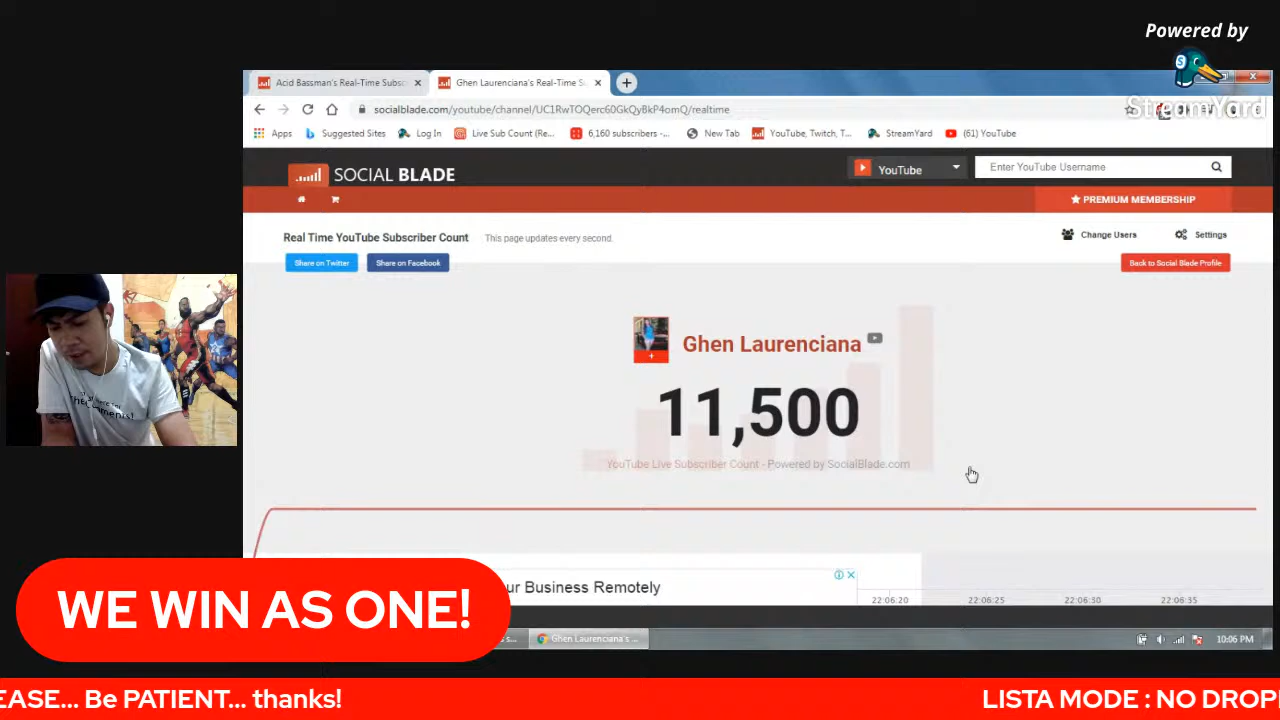 Powered by
StreamYard
Acid Bassman's Real-Time Subsc
Ghen Laurenciana's Real-Time S
socialblade.com/youtube/channel/UC1RwTOQerc60GkQyBkP4omQ/realtime
Apps
Suggested Sites
Log In
Live Sub Count (Re...
6,160 subscribers -...
New Tab
YouTube, Twitch, T...
StreamYard
(61) YouTube
SOCIAL BLADE
YouTube
Enter YouTube Username
PREMIUM MEMBERSHIP
Real Time YouTube Subscriber Count
This page updates every second
Change Users
Settings
Share on Twitter
Share on Facebook
Back to Social Blade Profile
Ghen Laurenciana
11,500
YouTube Live Subscriber Count - Powered by SocialBlade.com
ur Business Remotely
22:06:20
22:06:25
22:06:30
22:06:35
WE WIN AS ONE!
s...
Ghen Laurenciana's ...
10:06 PM
EASE... Be PATIENT... thanks!
LISTA MODE : NO DROP